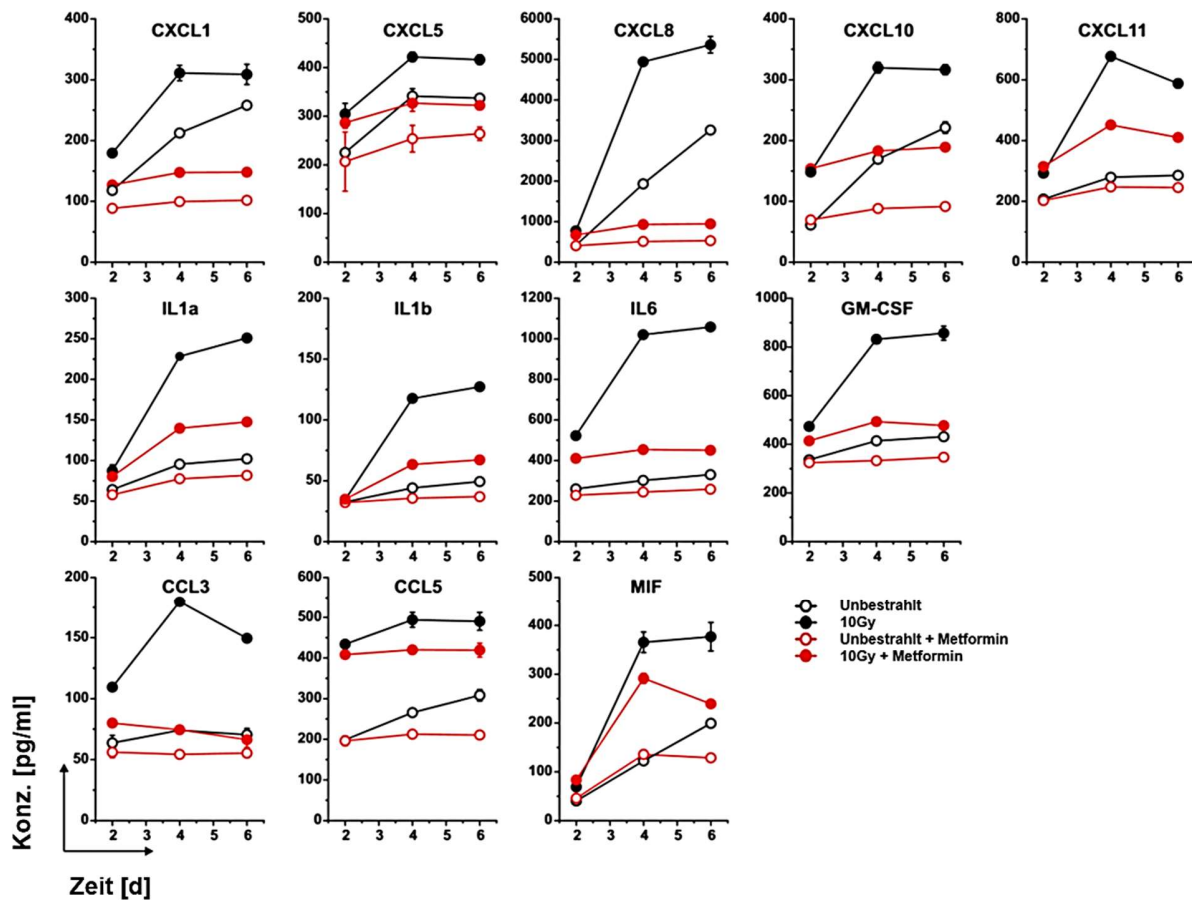 CXCL1 CXCL5 CXCL8 CXCL10 CXCL11
400 500 6000 400 800
300 400 5000 300 600
200 300 4000 200 400
100 200 3000 100 200
0 100 2000 0 0
0 1000
0
2 3 4 5 6 2 3 4 5 6 2 3 4 5 6 2 3 4 5 6 2 3 4 5 6
IL1a IL1b IL6 GM-CSF
300 200 1200 1000
250 150 1000 800
200 100 800 600
150 50 600 400
100 0 400 200
50 200 0
0 0
2 3 4 5 6 2 3 4 5 6 2 3 4 5 6 2 3 4 5 6
CCL3 CCL5 MIF
200 600 500
150 500 400
100 400 300
50 300 200
0 200 100
100 0
0
2 3 4 5 6 2 3 4 5 6 2 3 4 5 6
Unbestrahlt
10Gy
Unbestrahlt + Metformin
10Gy + Metformin
Konz. [pg/ml]
Zeit [d]